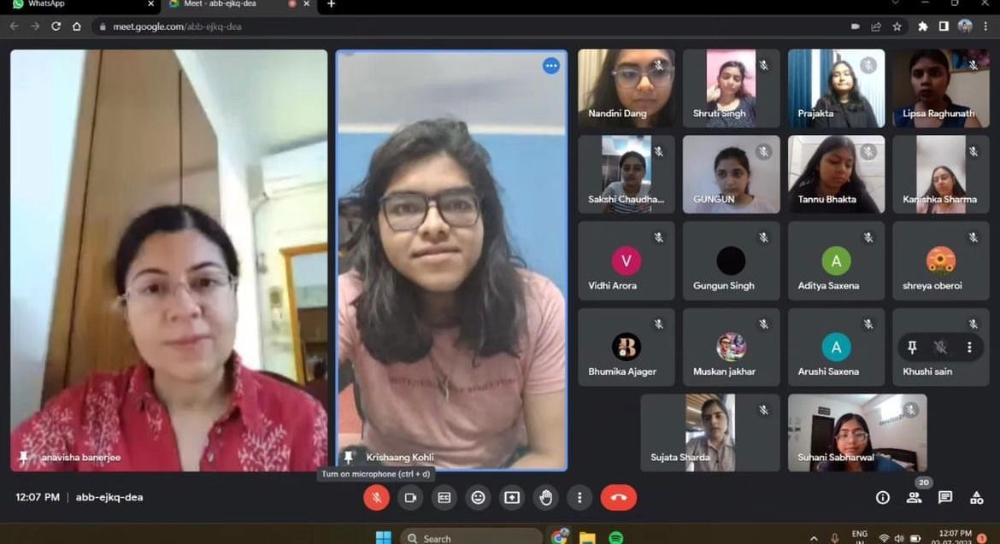 WhatsApp
Meet - abb-ejkq-dea
meet.google.com/abb-ejkq-dea
Nandini Dang
Shruti Singh
Prajakta
Lipsa Raghunath
Sakshi Chaudha...
GUNGUN
Tannu Bhakta
Kanishka Sharma
V
A
Vidhi Arora
Gungun Singh
Aditya Saxena
shreya oberoi
B
A
Bhumika Ajager
Muskan jakhar
Arushi Saxena
Khushi sain
anavisha banerjee
Krishaang Kohli
Sujata Sharda
Suhani Sabharwal
Turn on microphone (ctrl + d)
20
12:07 PM | abb-ejkq-dea
Search
ENG
IN
12:07 PM